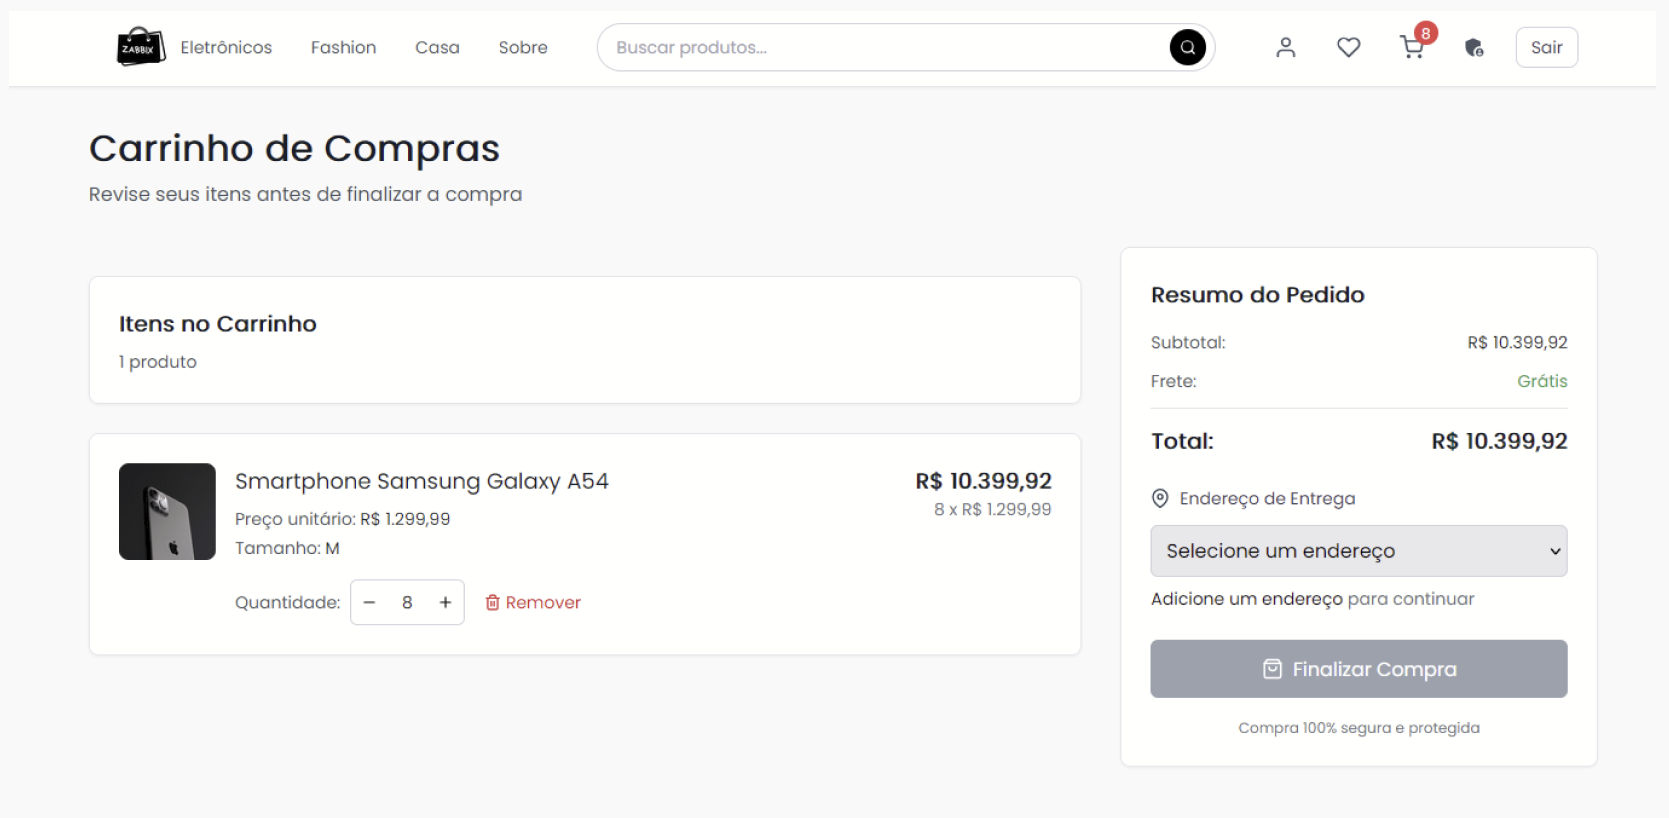 ZABBIX
Eletrônicos
Fashion
Casa
Sobre
Buscar produtos...
8
Sair
Carrinho de Compras
Revise seus itens antes de finalizar a compra
Itens no Carrinho
1 produto
Smartphone Samsung Galaxy A54
R$ 10.399,92
Preço unitário: R$ 1.299,99
8 x R$ 1.299,99
Tamanho: M
Quantidade: − 8 + Remover
Resumo do Pedido
Subtotal: R$ 10.399,92
Frete: Grátis
Total: R$ 10.399,92
Endereço de Entrega
Selecione um endereço
Adicione um endereço para continuar
Finalizar Compra
Compra 100% segura e protegida